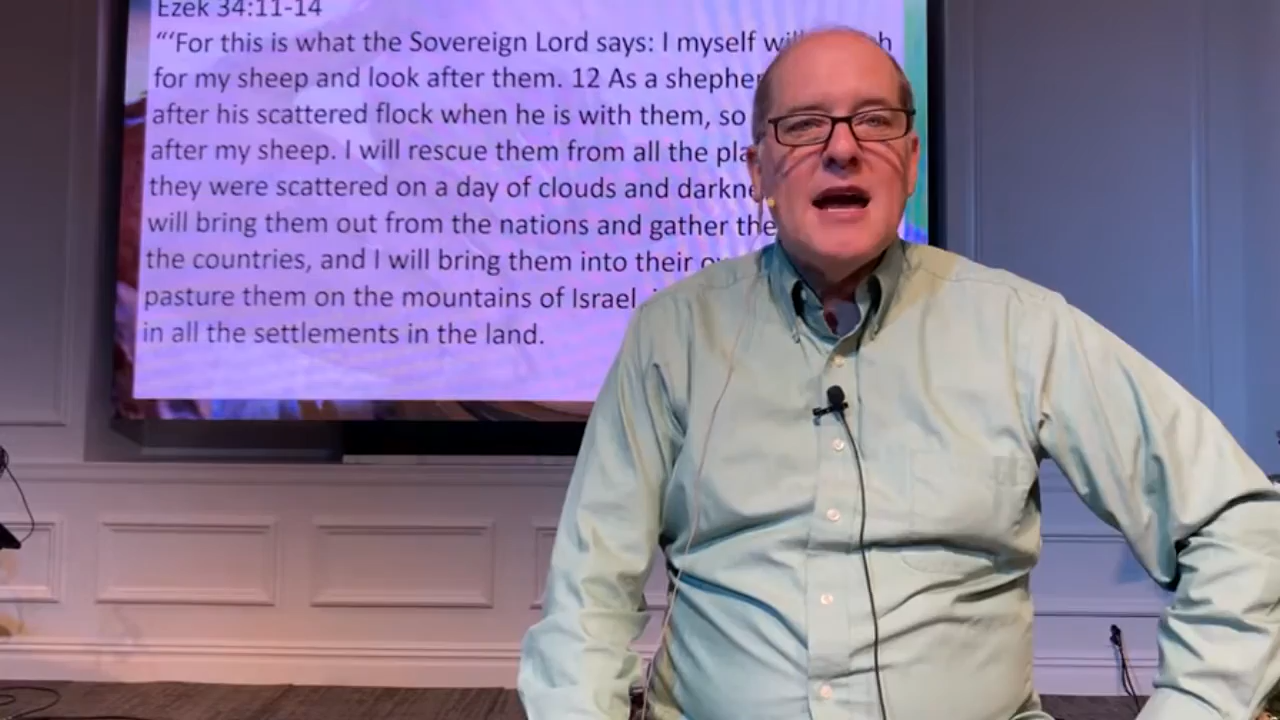 Ezek 34:11-14
“‘For this is what the Sovereign Lord says: I myself
for my sheep and look after them. 12 As a
after his scattered flock when he is with them, so
after my sheep. I will rescue them from all the
they were scattered on a day of clouds and
will bring them out from the nations and gather
the countries, and I will bring them into their
pasture them on the mountains of Israel
in all the settlements in the land.